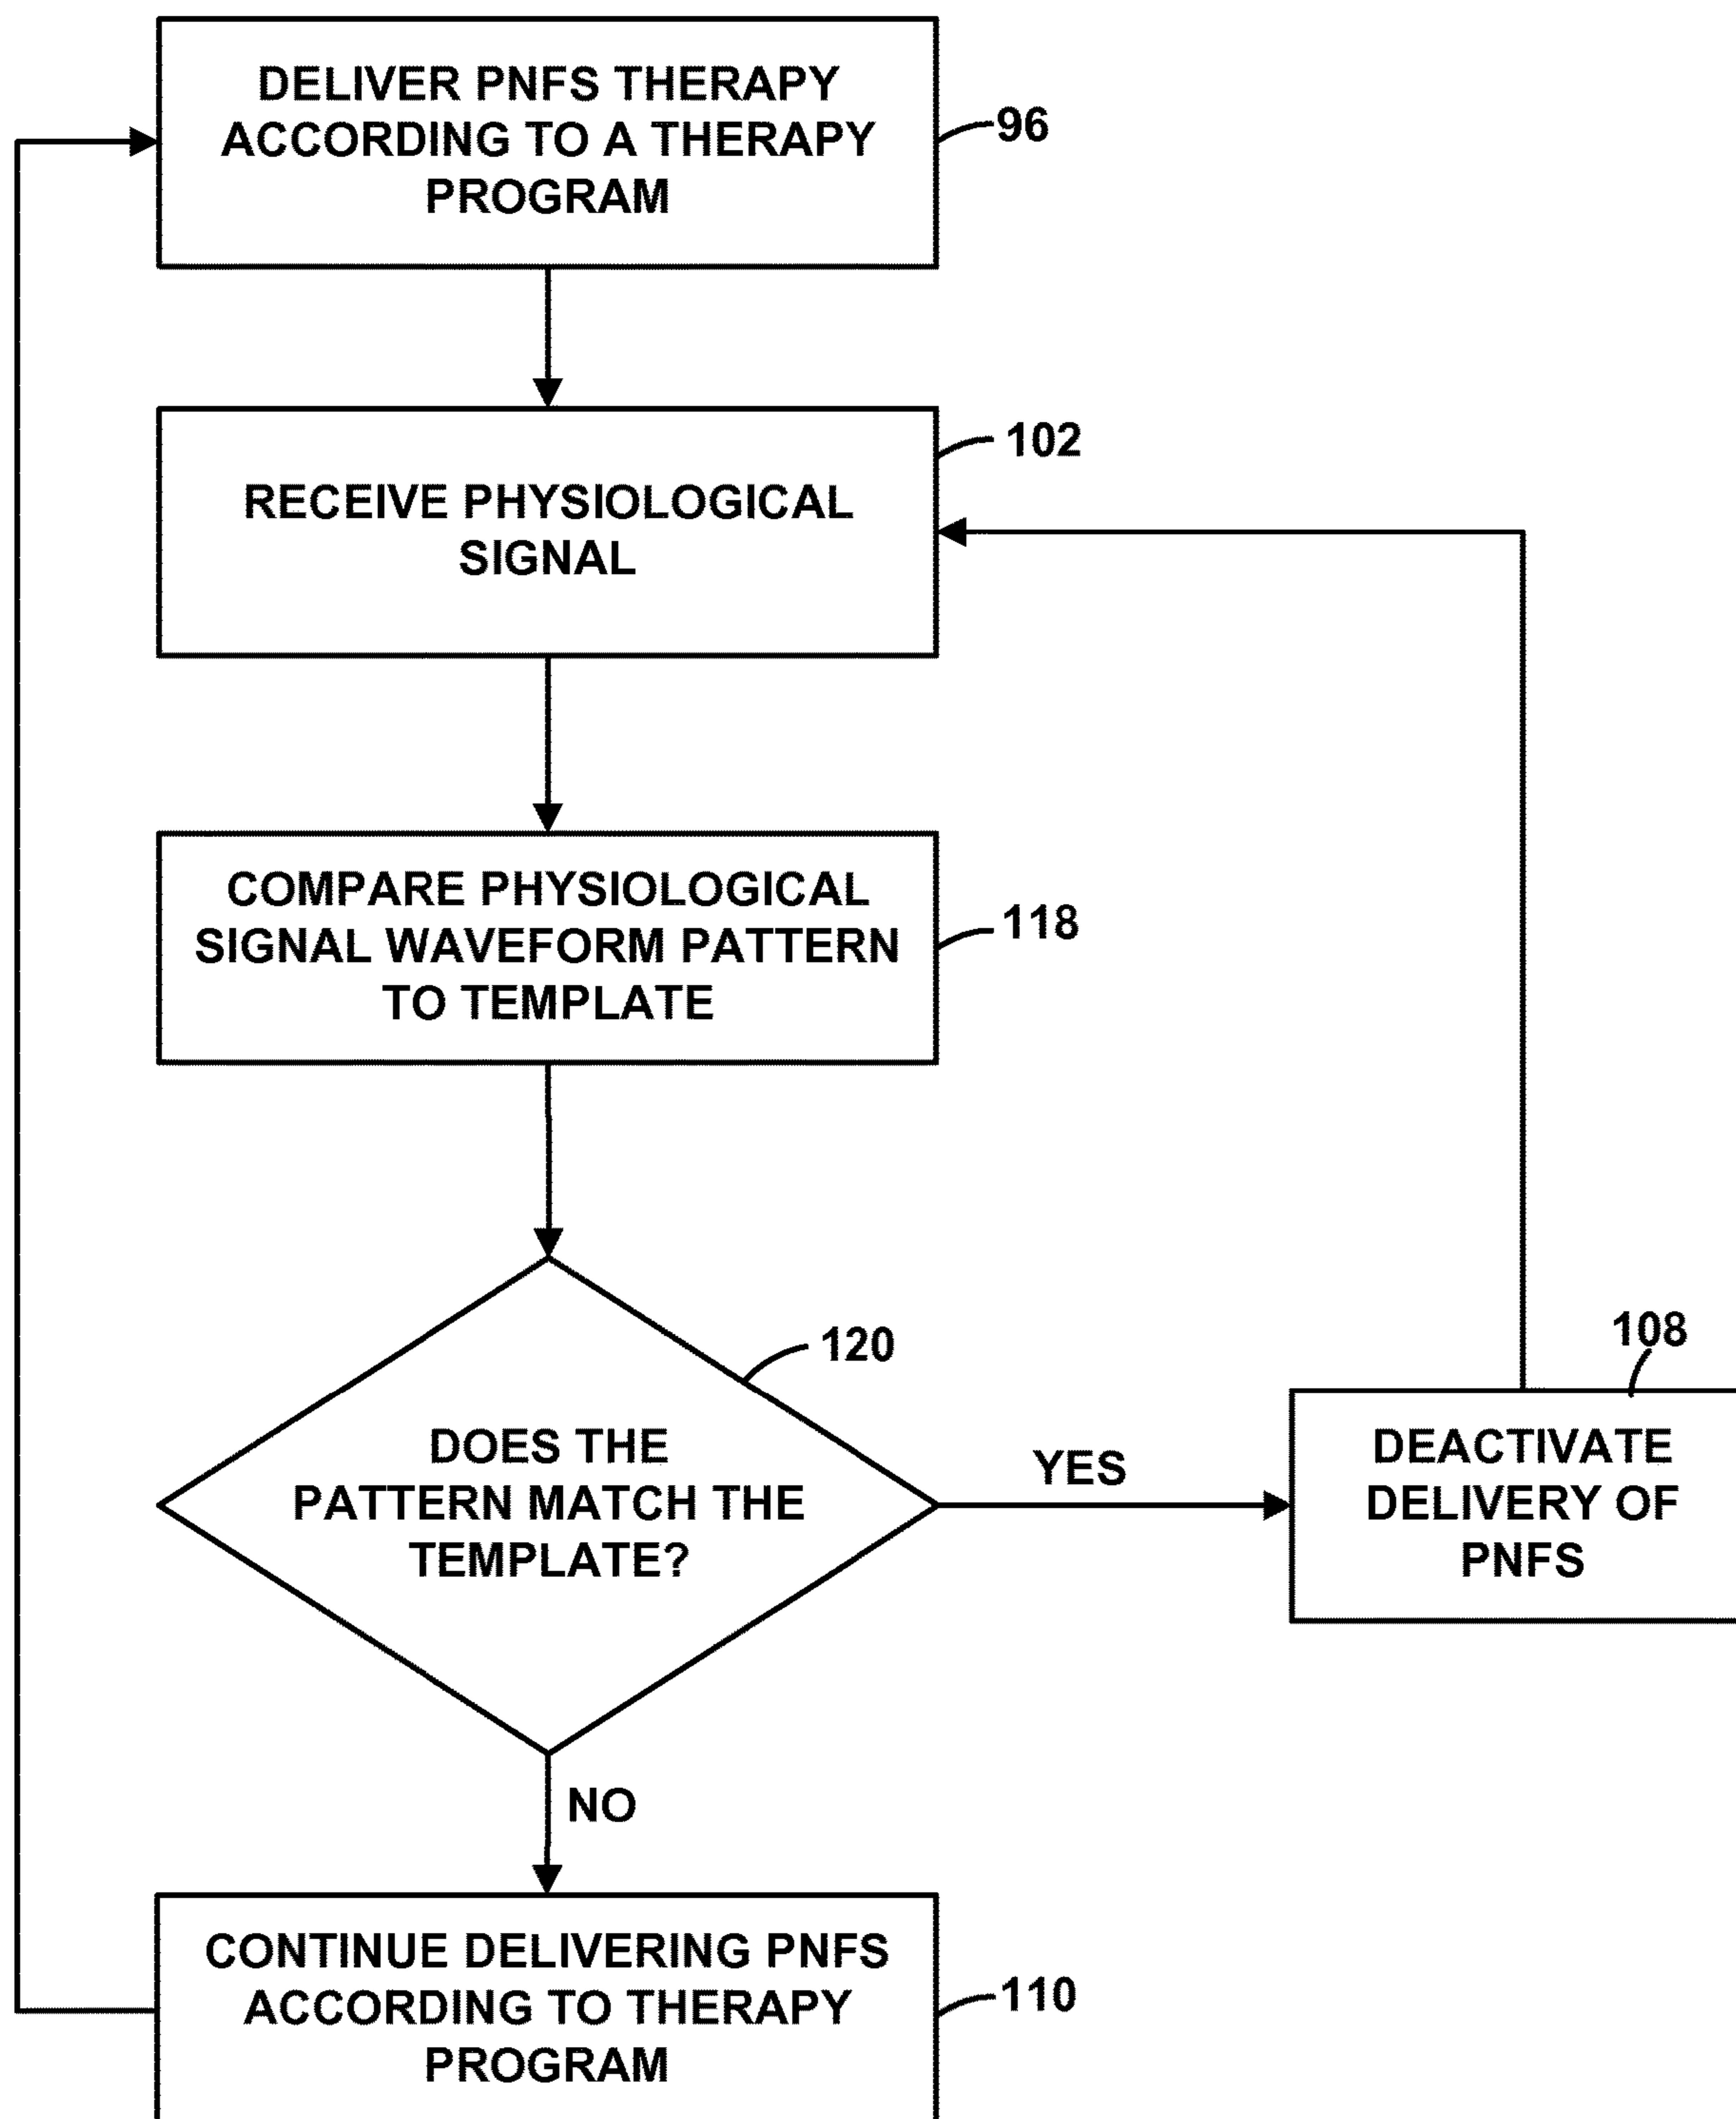 DELIVER PNFS THERAPY
ACCORDING TO A THERAPY
PROGRAM
96
102
RECEIVE PHYSIOLOGICAL
SIGNAL
COMPARE PHYSIOLOGICAL
SIGNAL WAVEFORM PATTERN
TO TEMPLATE
118
120
DOES THE
PATTERN MATCH THE
TEMPLATE?
YES
108
DEACTIVATE
DELIVERY OF
PNFS
NO
CONTINUE DELIVERING PNFS
ACCORDING TO THERAPY
PROGRAM
110